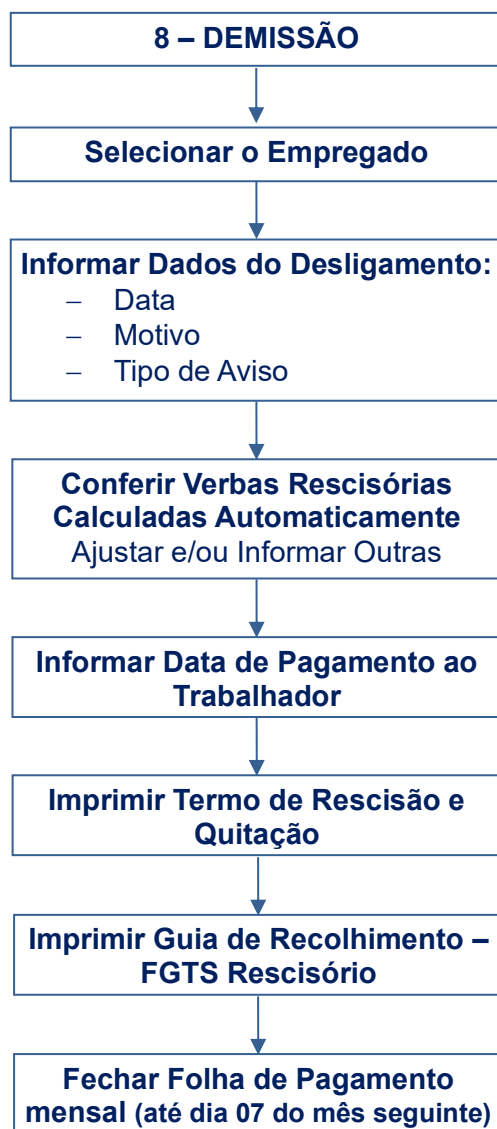 8 – DEMISSÃO
Selecionar o Empregado
Informar Dados do Desligamento:
– Data
– Motivo
– Tipo de Aviso
Conferir Verbas Rescisórias
Calculadas Automaticamente
Ajustar e/ou Informar Outras
Informar Data de Pagamento ao
Trabalhador
Imprimir Termo de Rescisão e
Quitação
Imprimir Guia de Recolhimento –
FGTS Rescisório
Fechar Folha de Pagamento
mensal (até dia 07 do mês seguinte)